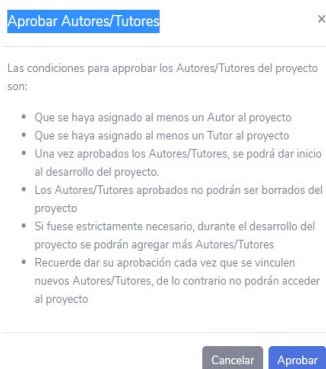 Aprobar Autores/Tutores
×
Las condiciones para approbar los Autores/Tutores del proyecto
son:
• Que se haya asignado al menos un Autor al proyecto
• Que se haya asignado al menos un Tutor al proyecto
• Una vez aprobados los Autores/Tutores, se podrá dar inicio
al desarrollo del proyecto.
• Los Autores/Tutores aprobados no podrán ser borrados del
proyecto
• Si fuese estrictamente necesario, durante el desarrollo del
proyecto se podrán agregar más Autores/Tutores
• Recuerde dar su aprobación cada vez que se vinculen
nuevos Autores/Tutores, de lo contrario no podrán acceder
al proyecto
Cancelar Aprobar